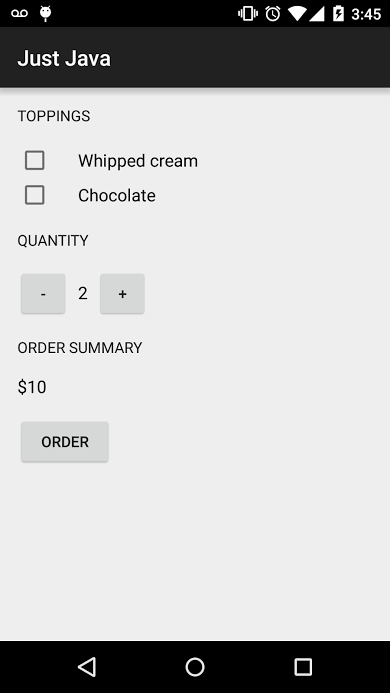 3:45
Just Java
TOPPINGS
Whipped cream
Chocolate
QUANTITY
- 2 +
ORDER SUMMARY
$10
ORDER